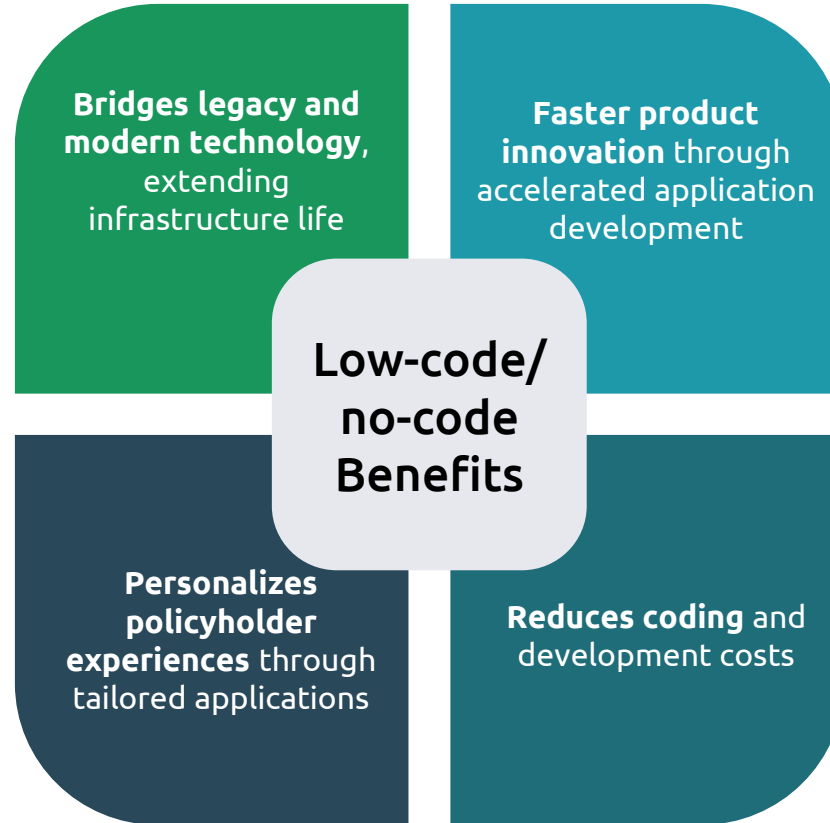 Bridges legacy and
modern technology,
extending
infrastructure life
Faster product
innovation through
accelerated application
development
Low-code/
no-code
Benefits
Personalizes
policyholder
experiences through
tailored applications
Reduces coding and
development costs